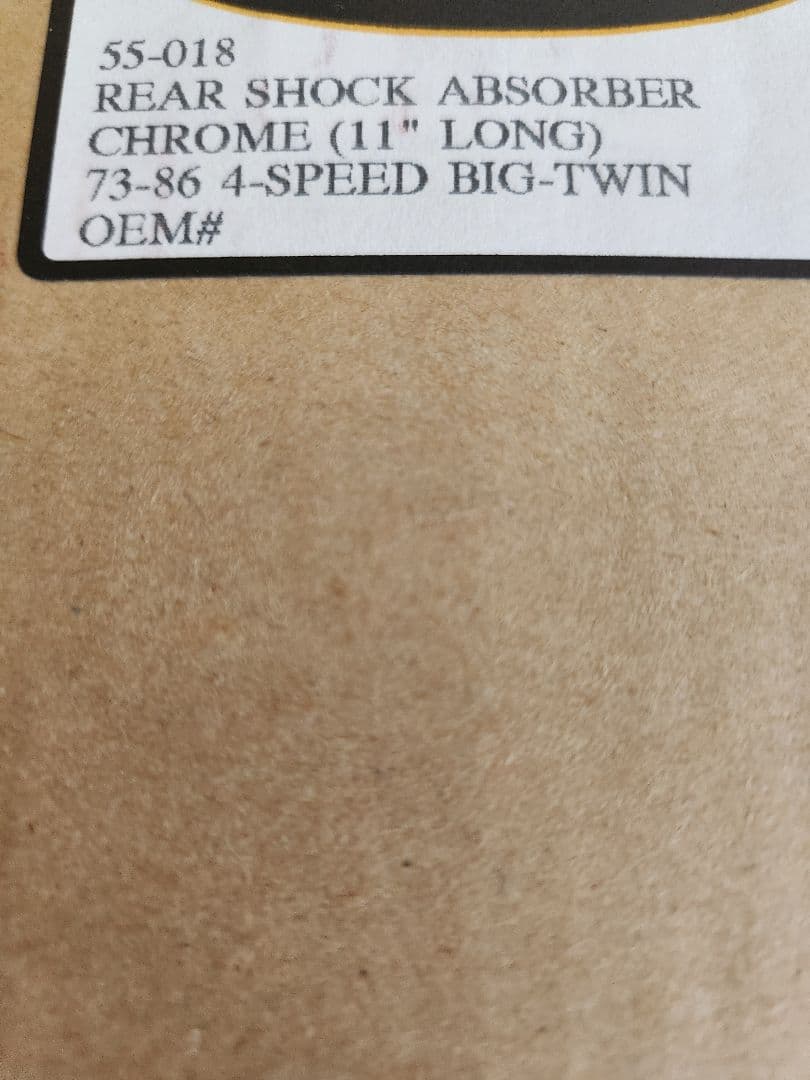 55-018
REAR SHOCK ABSORBER
CHROME (11" LONG)
73-86 4-SPEED BIG-TWIN
OEM#